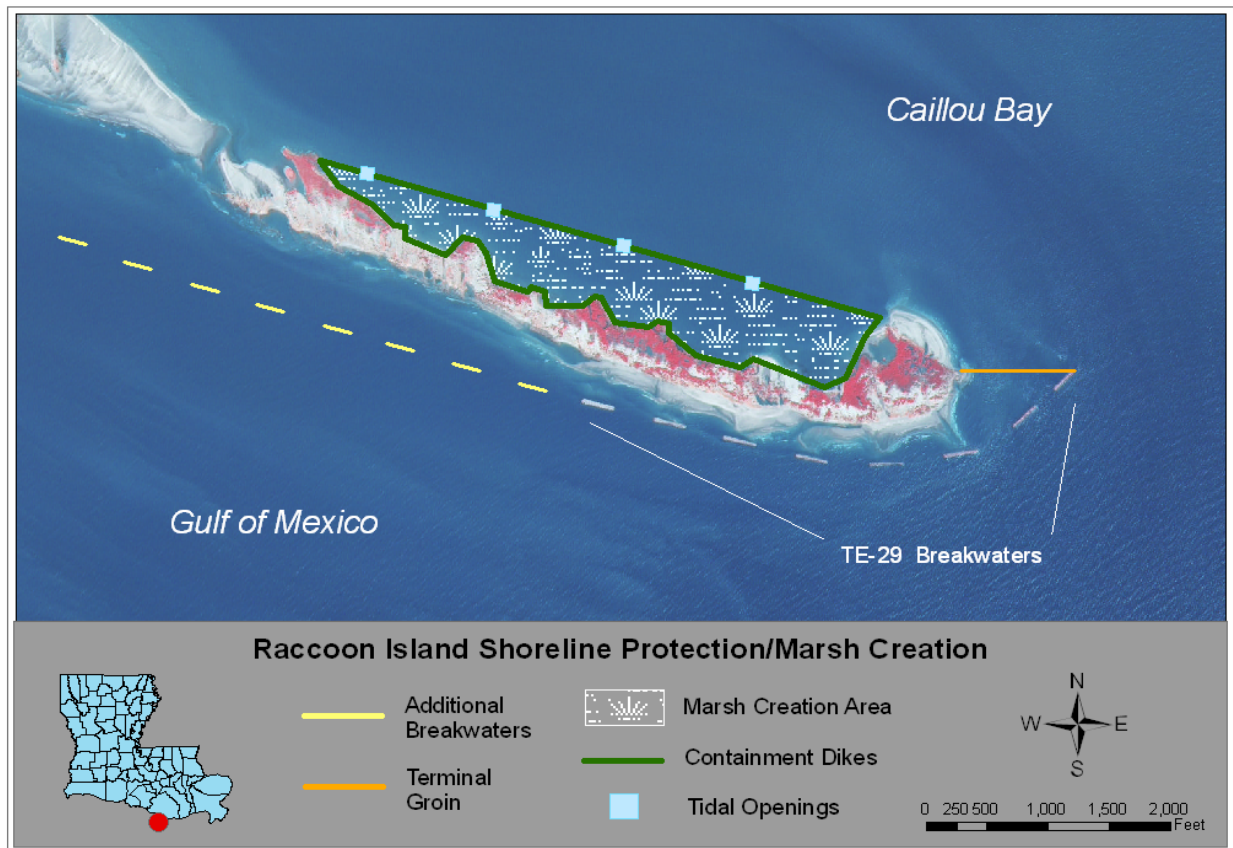 Caillou Bay
Gulf of Mexico
TE-29 Breakwaters
Raccoon Island Shoreline Protection/Marsh Creation
Additional
Breakwaters
Terminal
Groin
Marsh Creation Area
Containment Dikes
Tidal Openings
N
W E
S
0 250 500 1,000 1,500 2,000
Feet